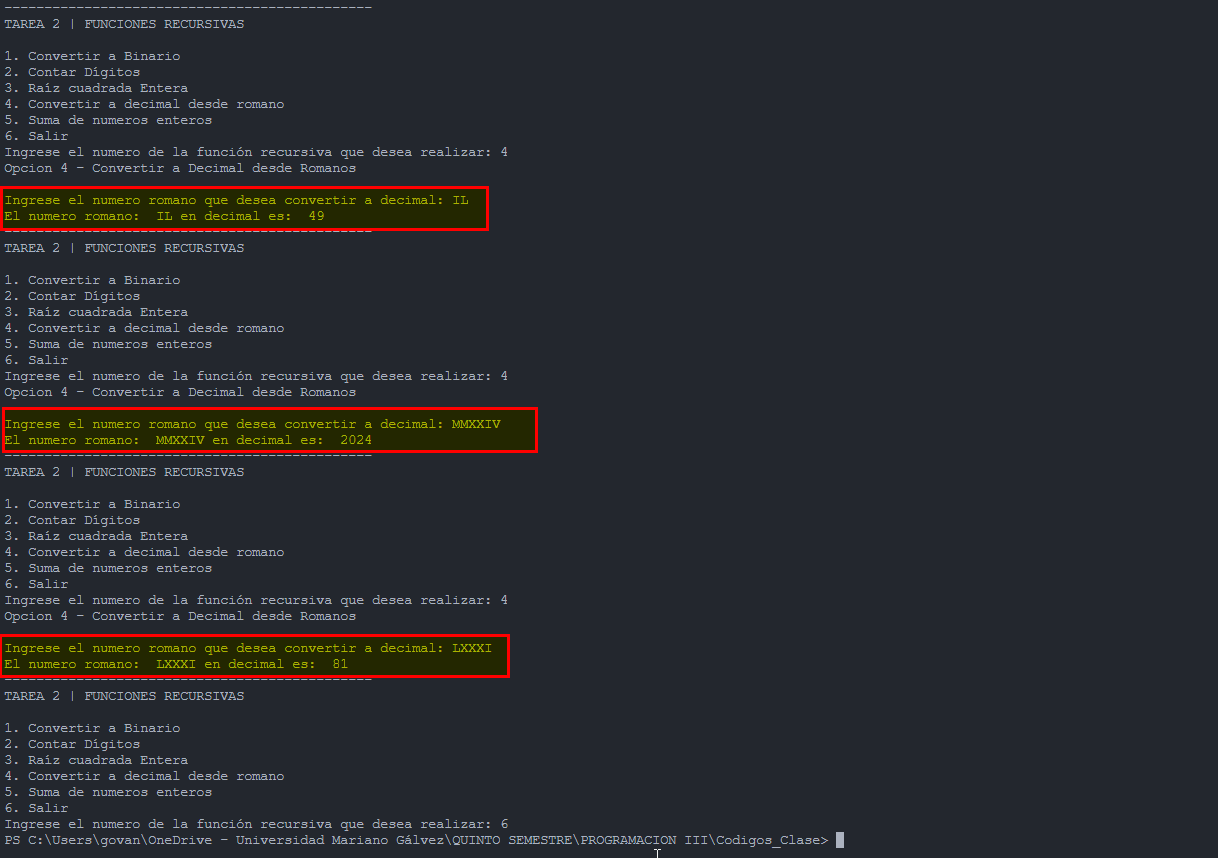 ----------------------------------------------
TAREA 2 | FUNCIONES RECURSIVAS
1. Convertir a Binario
2. Contar Dígitos
3. Raíz cuadrada Entera
4. Convertir a decimal desde romano
5. Suma de numeros enteros
6. Salir
Ingrese el numero de la función recursiva que desea realizar: 4
Opcion 4 - Convertir a Decimal desde Romanos
Ingrese el numero romano que desea convertir a decimal: IL
El numero romano:  IL en decimal es:  49
----------------------------------------------
TAREA 2 | FUNCIONES RECURSIVAS
1. Convertir a Binario
2. Contar Dígitos
3. Raíz cuadrada Entera
4. Convertir a decimal desde romano
5. Suma de numeros enteros
6. Salir
Ingrese el numero de la función recursiva que desea realizar: 4
Opcion 4 - Convertir a Decimal desde Romanos
Ingrese el numero romano que desea convertir a decimal: MMXXIV
El numero romano:  MMXXIV en decimal es:  2024
----------------------------------------------
TAREA 2 | FUNCIONES RECURSIVAS
1. Convertir a Binario
2. Contar Dígitos
3. Raíz cuadrada Entera
4. Convertir a decimal desde romano
5. Suma de numeros enteros
6. Salir
Ingrese el numero de la función recursiva que desea realizar: 4
Opcion 4 - Convertir a Decimal desde Romanos
Ingrese el numero romano que desea convertir a decimal: LXXXI
El numero romano:  LXXXI en decimal es:  81
----------------------------------------------
TAREA 2 | FUNCIONES RECURSIVAS
1. Convertir a Binario
2. Contar Dígitos
3. Raíz cuadrada Entera
4. Convertir a decimal desde romano
5. Suma de numeros enteros
6. Salir
Ingrese el numero de la función recursiva que desea realizar: 6
PS C:\Users\govan\OneDrive - Universidad Mariano Gálvez\QUINTO SEMESTRE\PROGRAMACION III\Codigos_Clase>